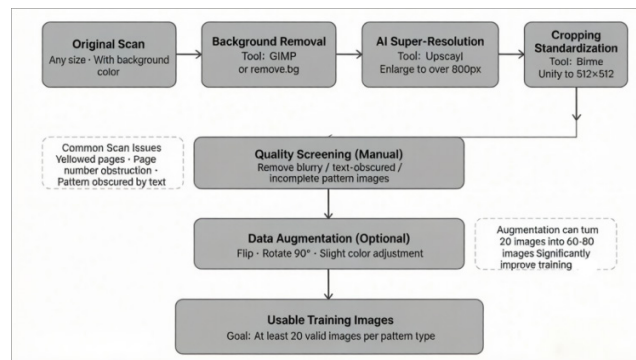 Original Scan
Any size · With background
color
Background Removal
Tool: GIMP
or remove.bg
AI Super-Resolution
Tool: Upscayl
Enlarge to over 800px
Cropping
Standardization
Tool: Birme
Unify to 512×512
Common Scan Issues
Yellowed pages · Page
number obstruction ·
Pattern obscured by text
Quality Screening (Manual)
Remove blurry / text-obscured /
incomplete pattern images
Data Augmentation (Optional)
Flip · Rotate 90° · Slight color adjustment
Augmentation can tum
20 images into 60-80
images Significantly
improve training
Usable Training Images
Goal: At least 20 valid images per pattern type